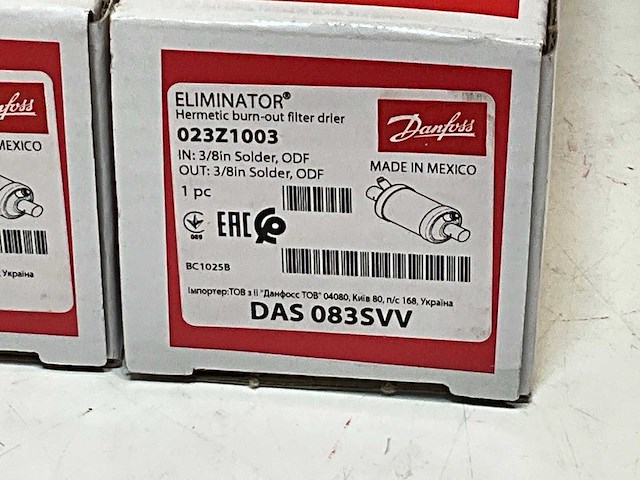 ELIMINATOR®
Hermetic burn-out filter drier
023Z1003
IN: 3/8in Solder, ODF
OUT: 3/8in Solder, ODF
1 pc
Danfoss
MADE IN MEXICO
089
EAC
BC1025B
Імпортер:ТОВ з іі "Данфосс ТОВ" 04080, Київ 80, п/с 168, Україна
DAS 083SVV
nfoss
MEXICO
Україна